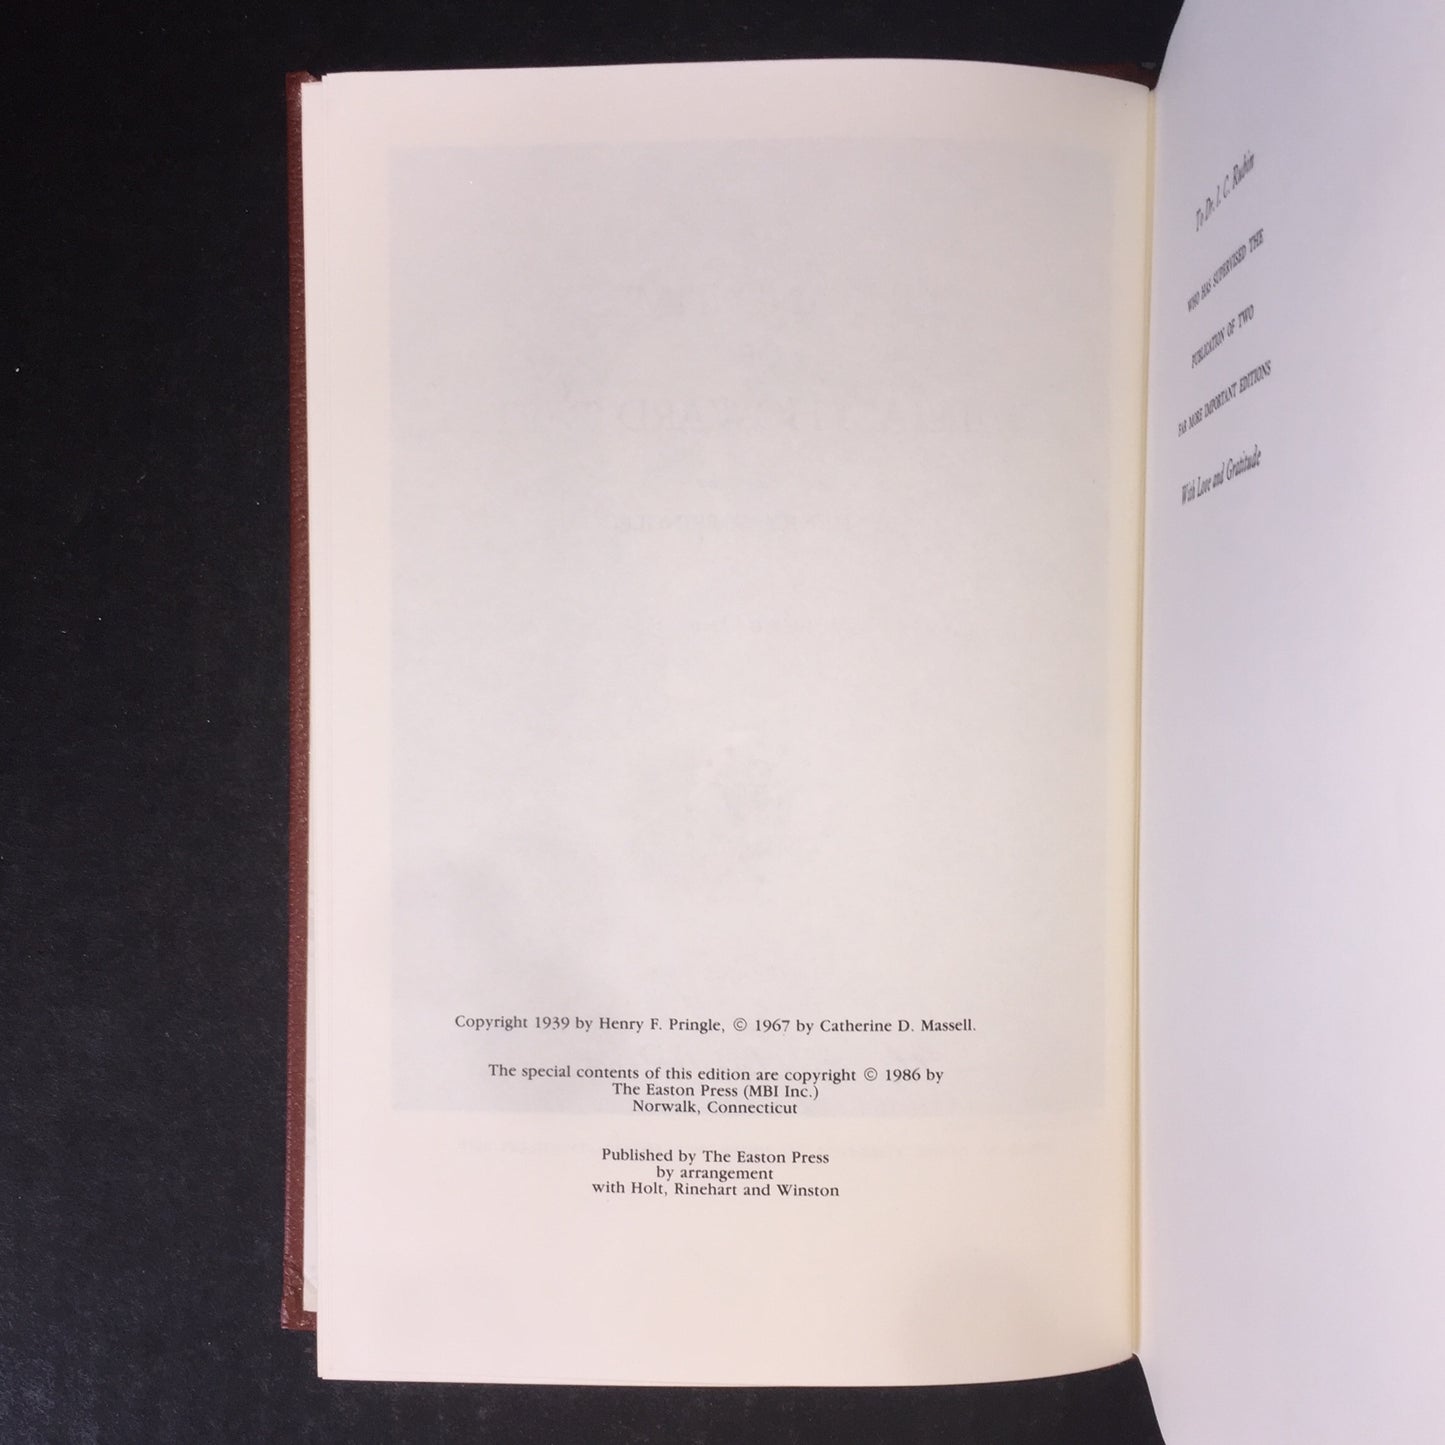 Copyright 1939 by Henry F. Pringle, © 1967 by Catherine D. Massell.
The special contents of this edition are copyright © 1986 by
The Easton Press (MBI Inc.)
Norwalk, Connecticut
Published by The Easton Press
by arrangement
with Holt, Rinehart and Winston
To Dr. I. C. Rubin
WHO HAS SUPERVISED THE
PUBLICATION OF TWO
FAR MORE IMPORTANT EDITIONS
With Love and Gratitude